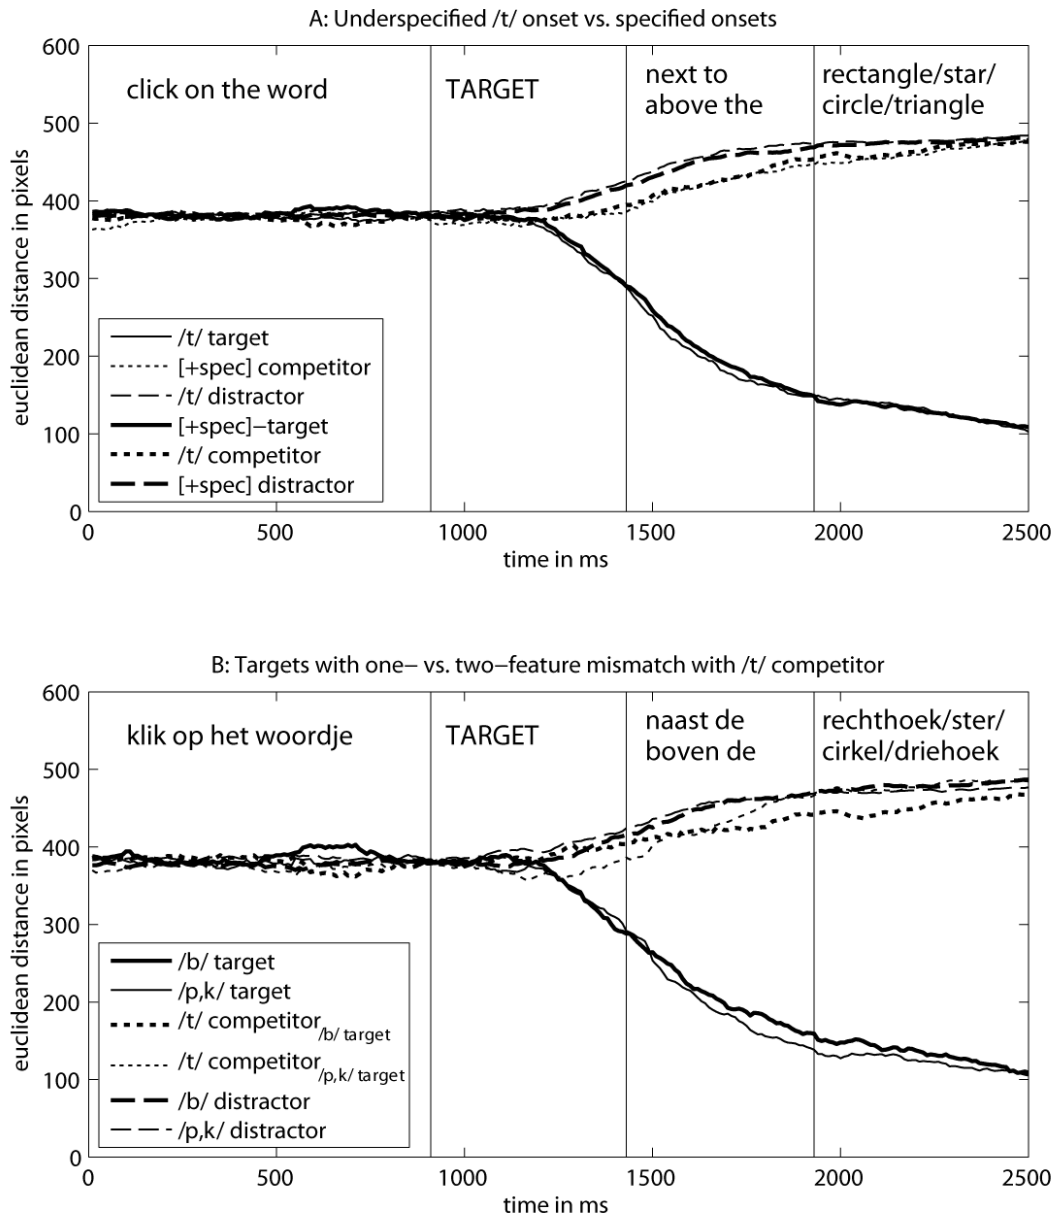 A: Underspecified /t/ onset vs. specified onsets
600
500
400
300
200
100
0
euclidean distance in pixels
click on the word
TARGET
next to
above the
rectangle/star/
circle/triangle
/t/ target
[+spec] competitor
/t/ distractor
[+spec]−target
/t/ competitor
[+spec] distractor
0 500 1000 1500 2000 2500
time in ms
B: Targets with one− vs. two−feature mismatch with /t/ competitor
600
500
400
300
200
100
0
euclidean distance in pixels
klik op het woordje
TARGET
naast de
boven de
rechthoek/ster/
cirkel/driehoek
/b/ target
/p,k/ target
/t/ competitor /b/ target
/t/ competitor /p,k/ target
/b/ distractor
/p,k/ distractor
0 500 1000 1500 2000 2500
time in ms